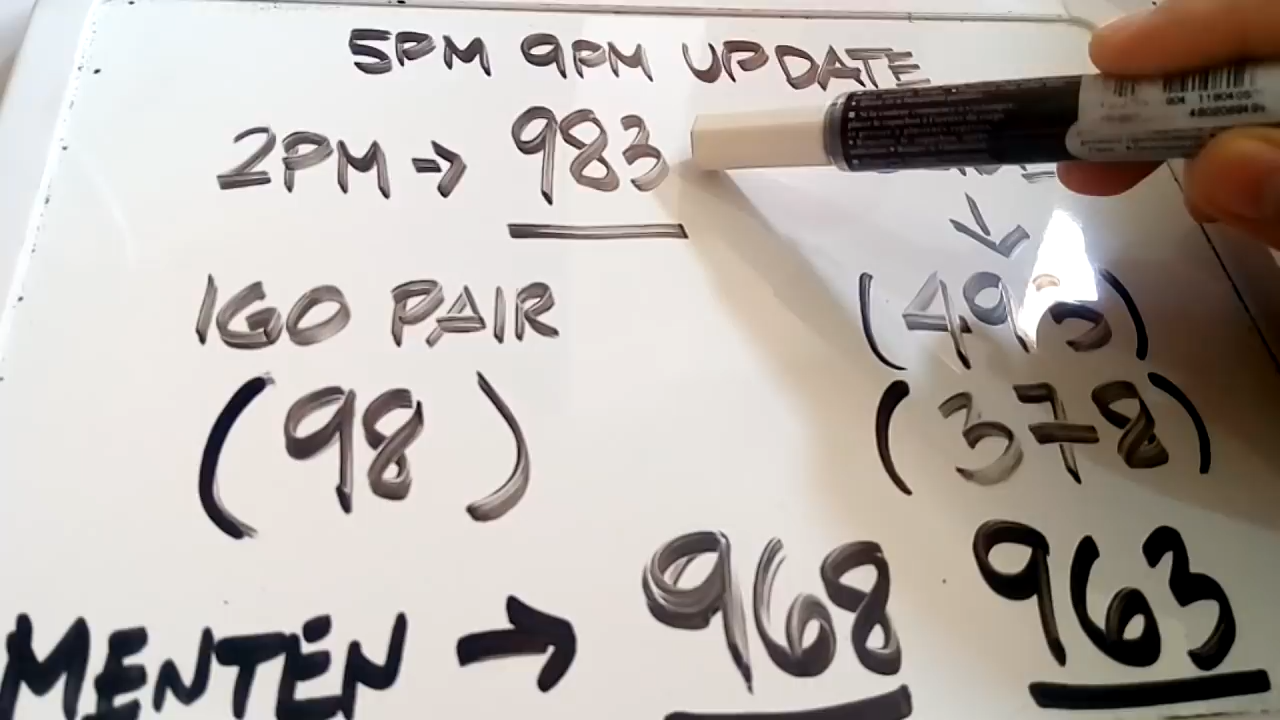 5PM 9PM UPDATE
2PM → 983
IGO PAIR
(98)
(378)
MENTEN → 968 963